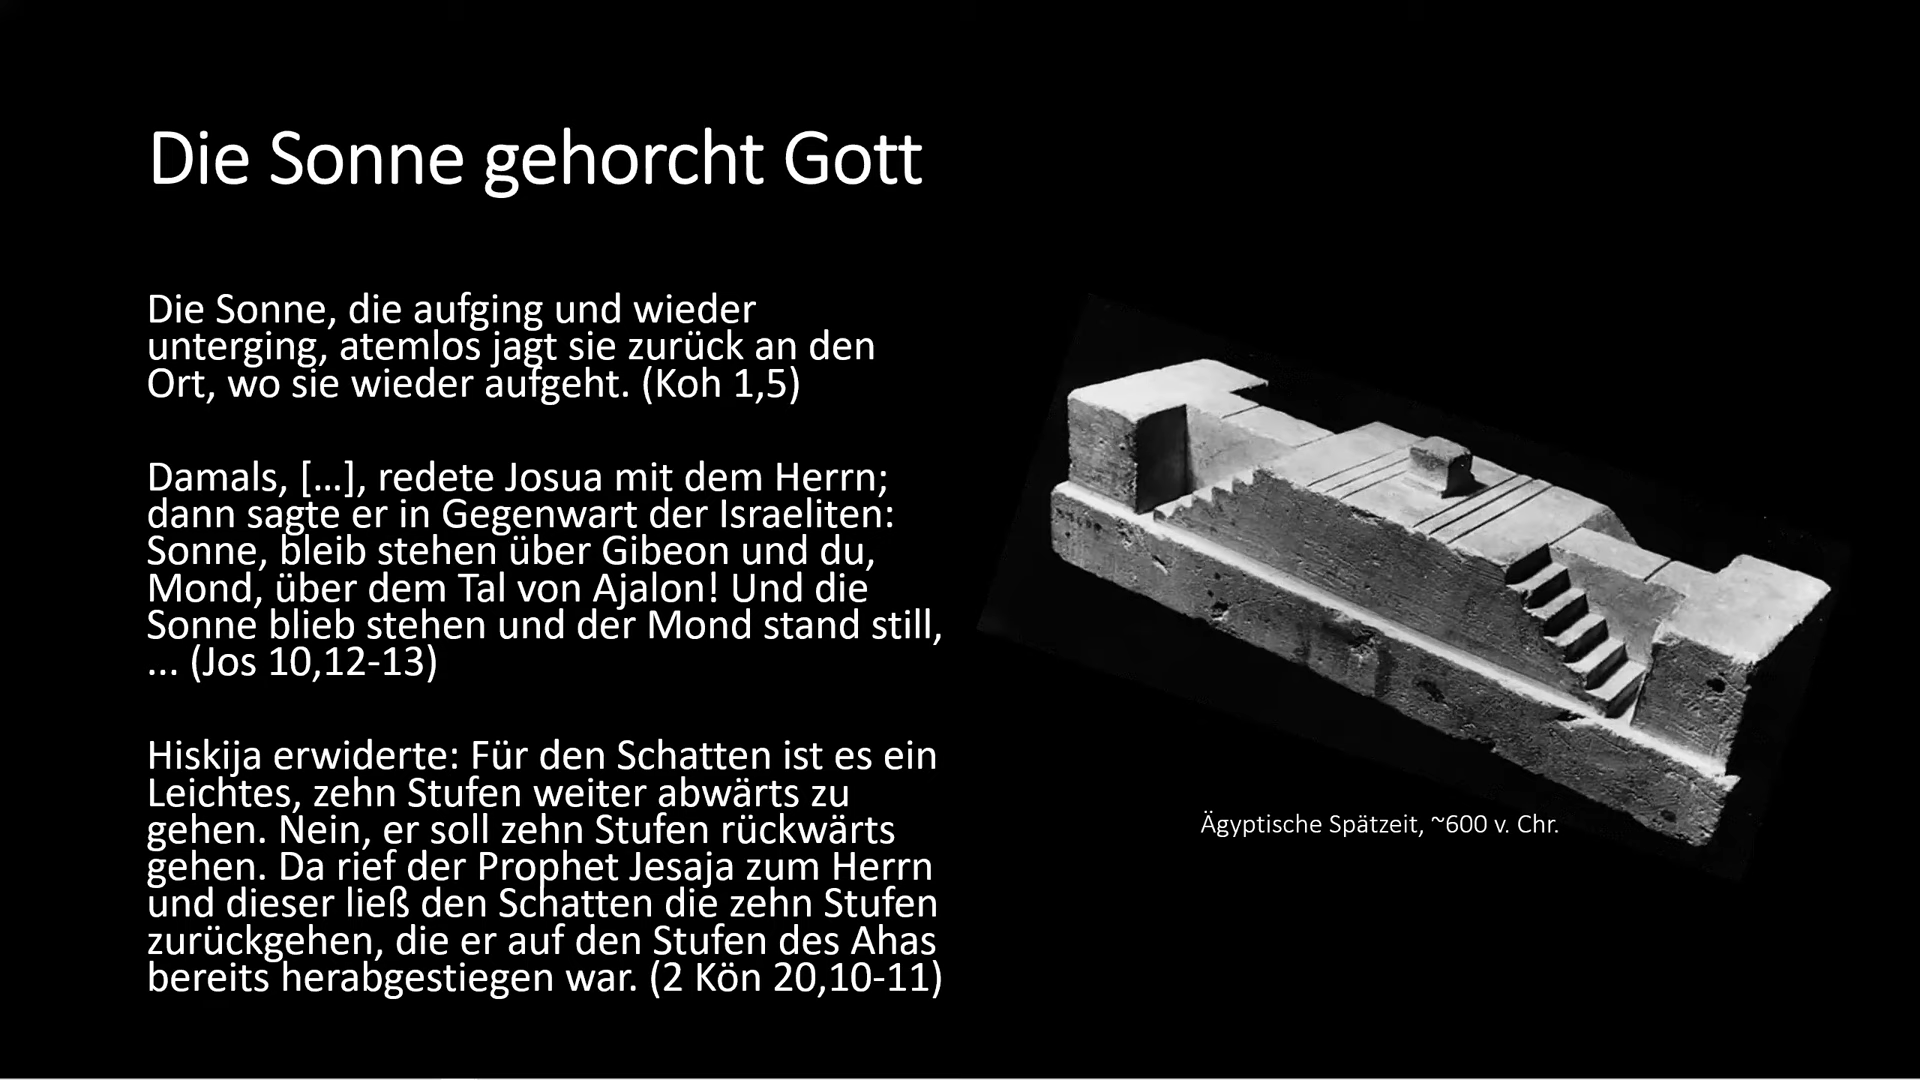 Die Sonne gehorcht Gott
Die Sonne, die aufging und wieder
unterging, atemlos jagt sie zurück an den
Ort, wo sie wieder aufgeht. (Koh 1,5)
Damals, […], redete Josua mit dem Herrn;
dann sagte er in Gegenwart der Israeliten:
Sonne, bleib stehen über Gibeon und du,
Mond, über dem Tal von Ajalon! Und die
Sonne blieb stehen und der Mond stand still,
... (Jos 10,12-13)
Hiskija erwiderte: Für den Schatten ist es ein
Leichtes, zehn Stufen weiter abwärts zu
gehen. Nein, er soll zehn Stufen rückwärts
gehen. Da rief der Prophet Jesaja zum Herrn
und dieser ließ den Schatten die zehn Stufen
zurückgehen, die er auf den Stufen des Ahas
bereits herabgestiegen war. (2 Kön 20,10-11)
Ägyptische Spätzeit, ~600 v. Chr.